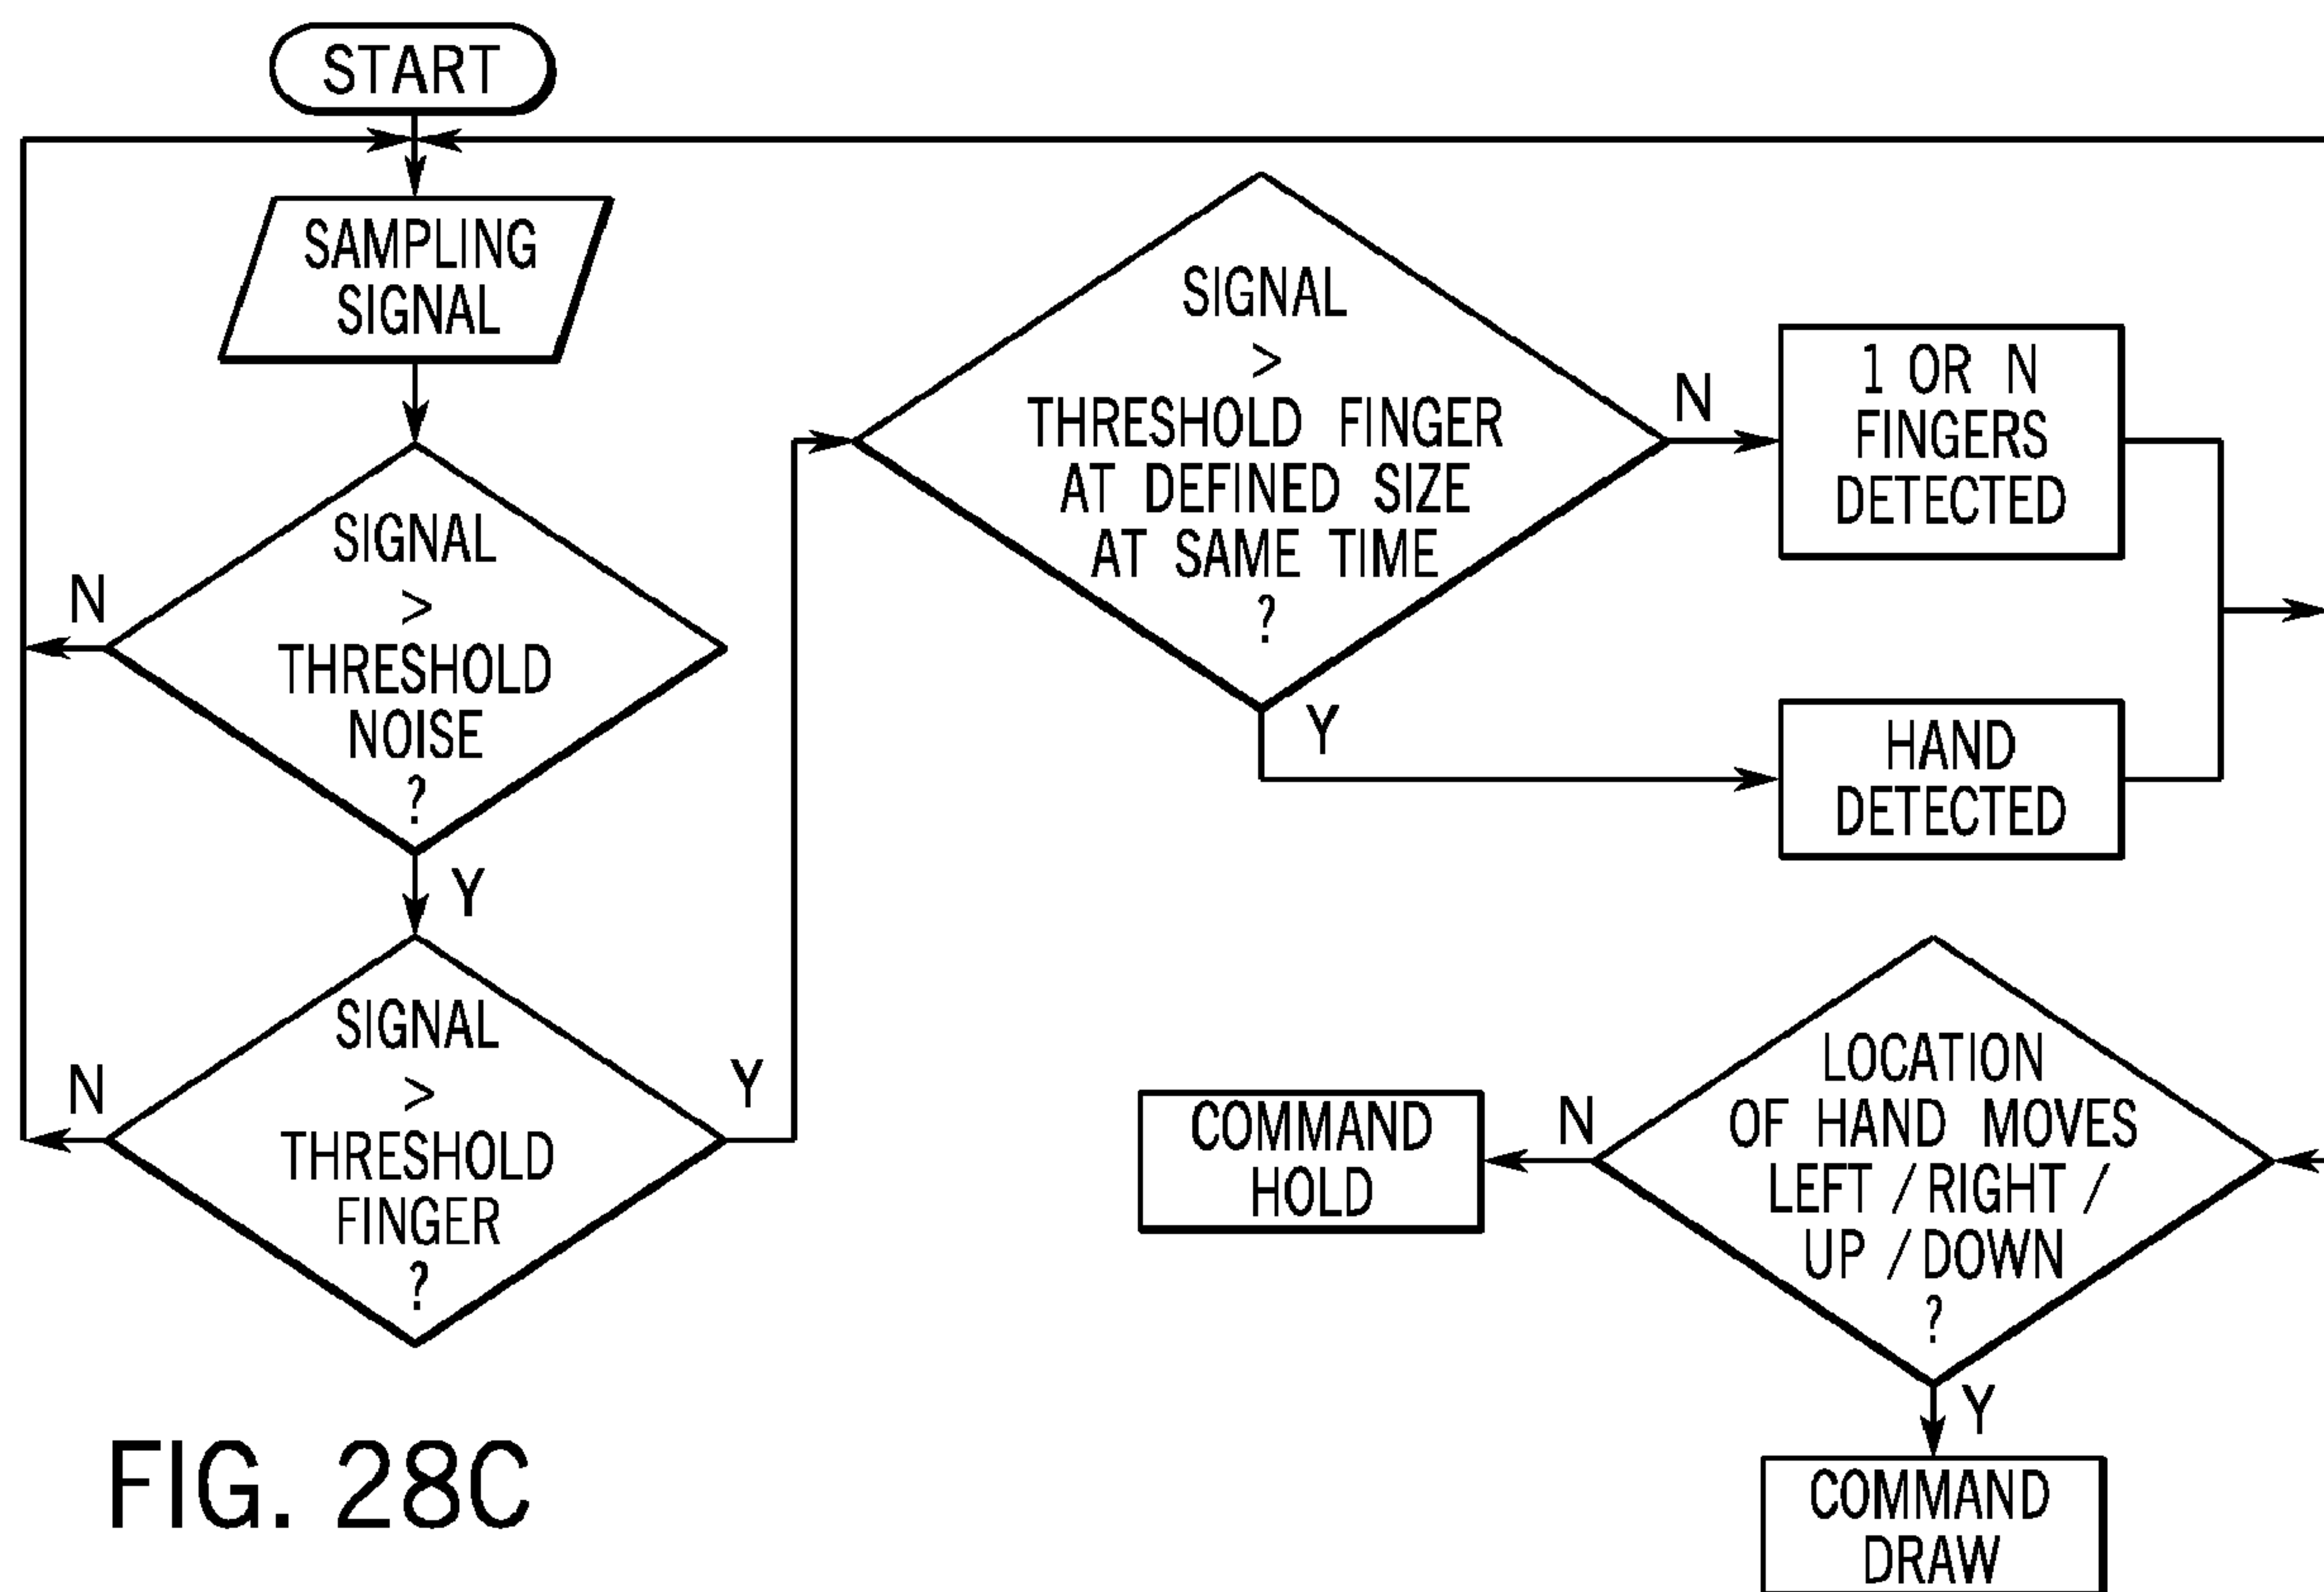 START
SAMPLING
SIGNAL
SIGNAL
>
THRESHOLD
NOISE
?
N
Y
SIGNAL
>
THRESHOLD
FINGER
?
N
Y
SIGNAL
>
THRESHOLD FINGER
AT DEFINED SIZE
AT SAME TIME
?
N
Y
1 OR N
FINGERS
DETECTED
HAND
DETECTED
LOCATION
OF HAND MOVES
LEFT / RIGHT /
UP / DOWN
?
N
Y
COMMAND
HOLD
COMMAND
DRAW
FIG. 28C